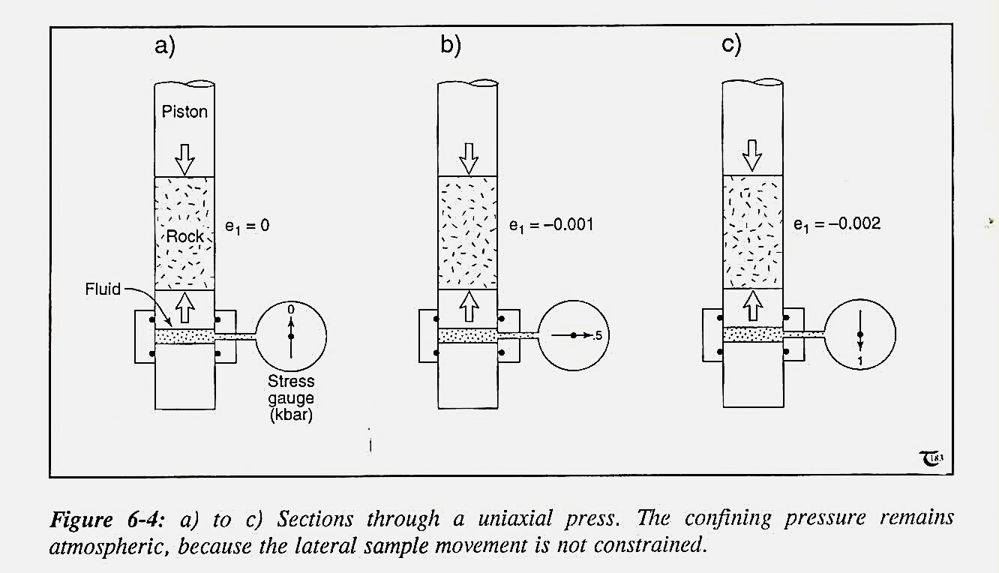 a)
b)
c)
Piston
Rock
e₁ = 0
e₁ = –0.001
e₁ = –0.002
Fluid
0
.5
1
Stress
gauge
(kbar)
183
Figure 6-4: a) to c) Sections through a uniaxial press. The confining pressure remains
atmospheric, because the lateral sample movement is not constrained.